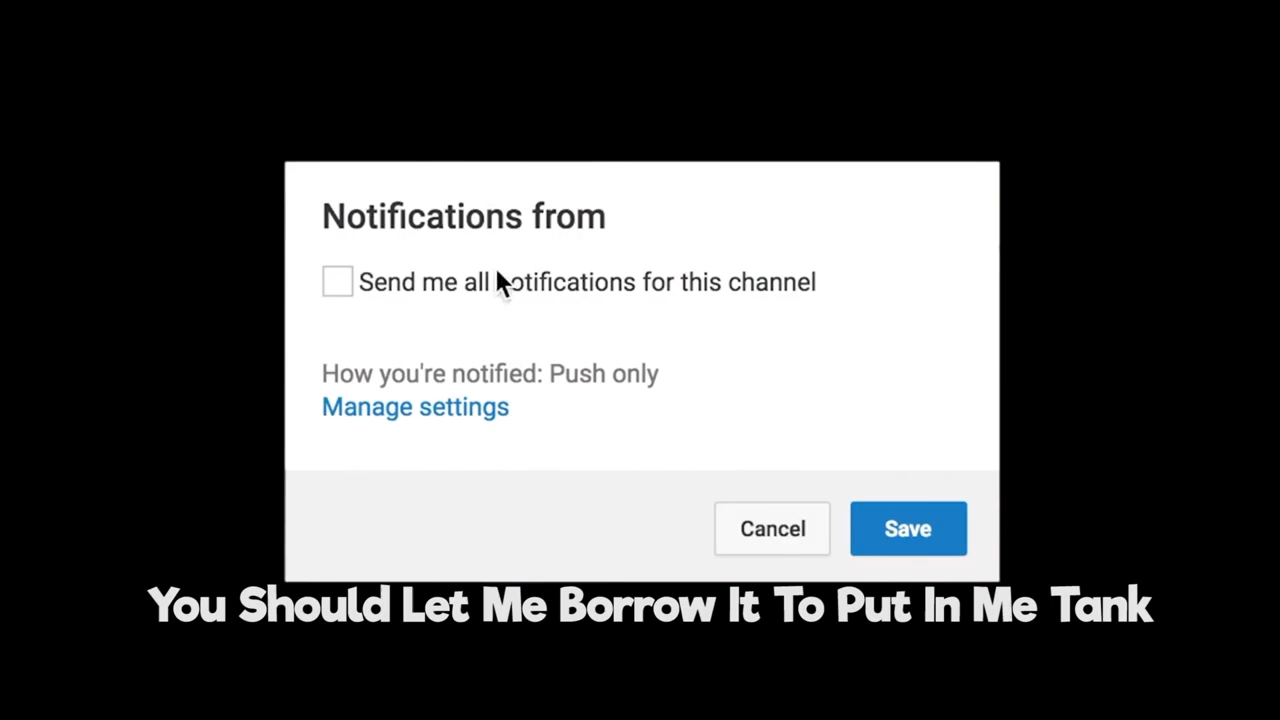 Notifications from
Send me all notifications for this channel
How you're notified: Push only
Manage settings
Cancel
Save
You Should Let Me Borrow It To Put In Me Tank